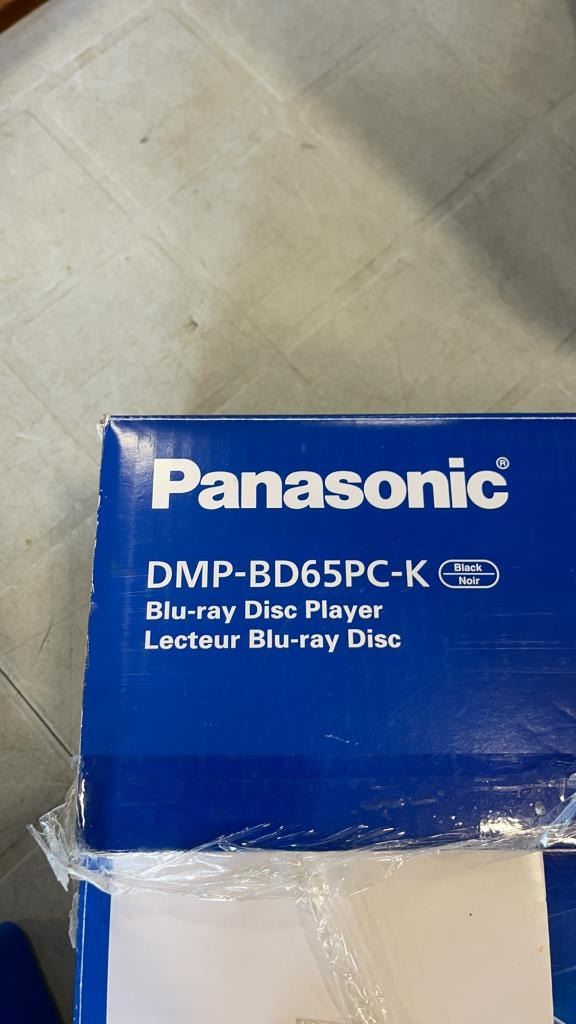 Panasonic®
DMP-BD65PC-K Black
Noir
Blu-ray Disc Player
Lecteur Blu-ray Disc